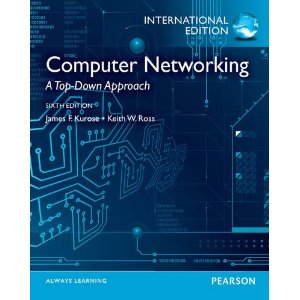 INTERNATIONAL
EDITION
Computer Networking
A Top-Down Approach
SIXTH EDITION
James F. Kurose • Keith W. Ross
ALWAYS LEARNING
PEARSON